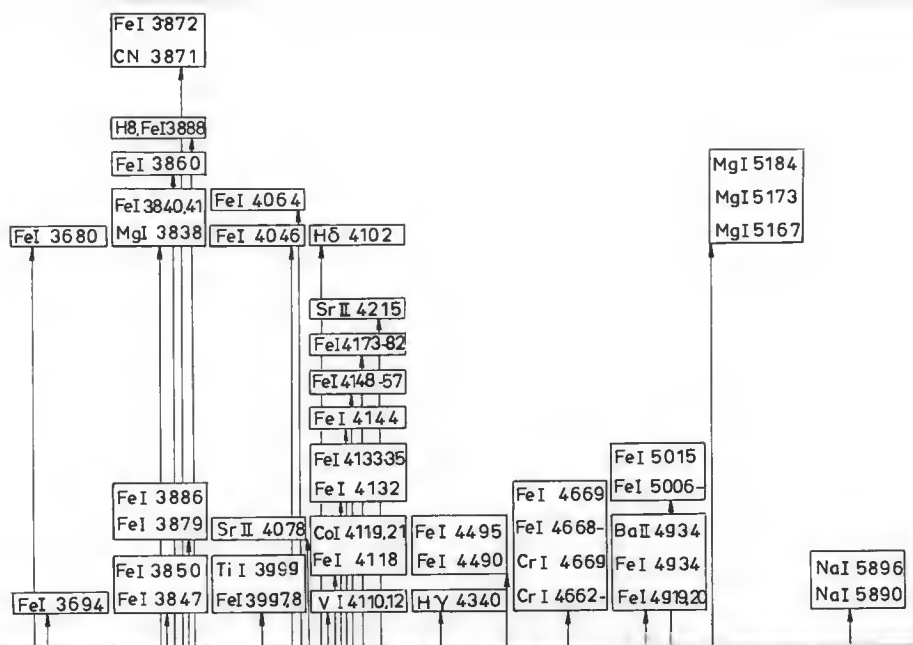 FeI 3872
CN 3871
H8,FeI3888
FeI 3860
FeI 3840,41
MgI 3838
FeI 3680
FeI 4064
FeI 4046
Hδ 4102
MgI 5184
MgI 5173
MgI 5167
SrII 4215
FeI 4173-82
FeI 4148-57
FeI 4144
FeI 4133-35
FeI 4132
FeI 5015
FeI 5006-
FeI 3886
FeI 3879
SrII 4078
CoI 4119,21
FeI 4118
FeI 4495
FeI 4490
FeI 4669
FeI 4668-
CrI 4669
CrI 4662-
BaII 4934
FeI 4934
FeI 4919,20
FeI 3694
FeI 3850
FeI 3847
TiI 3999
FeI 3997,8
VI 4110,12
Hγ 4340
NaI 5896
NaI 5890